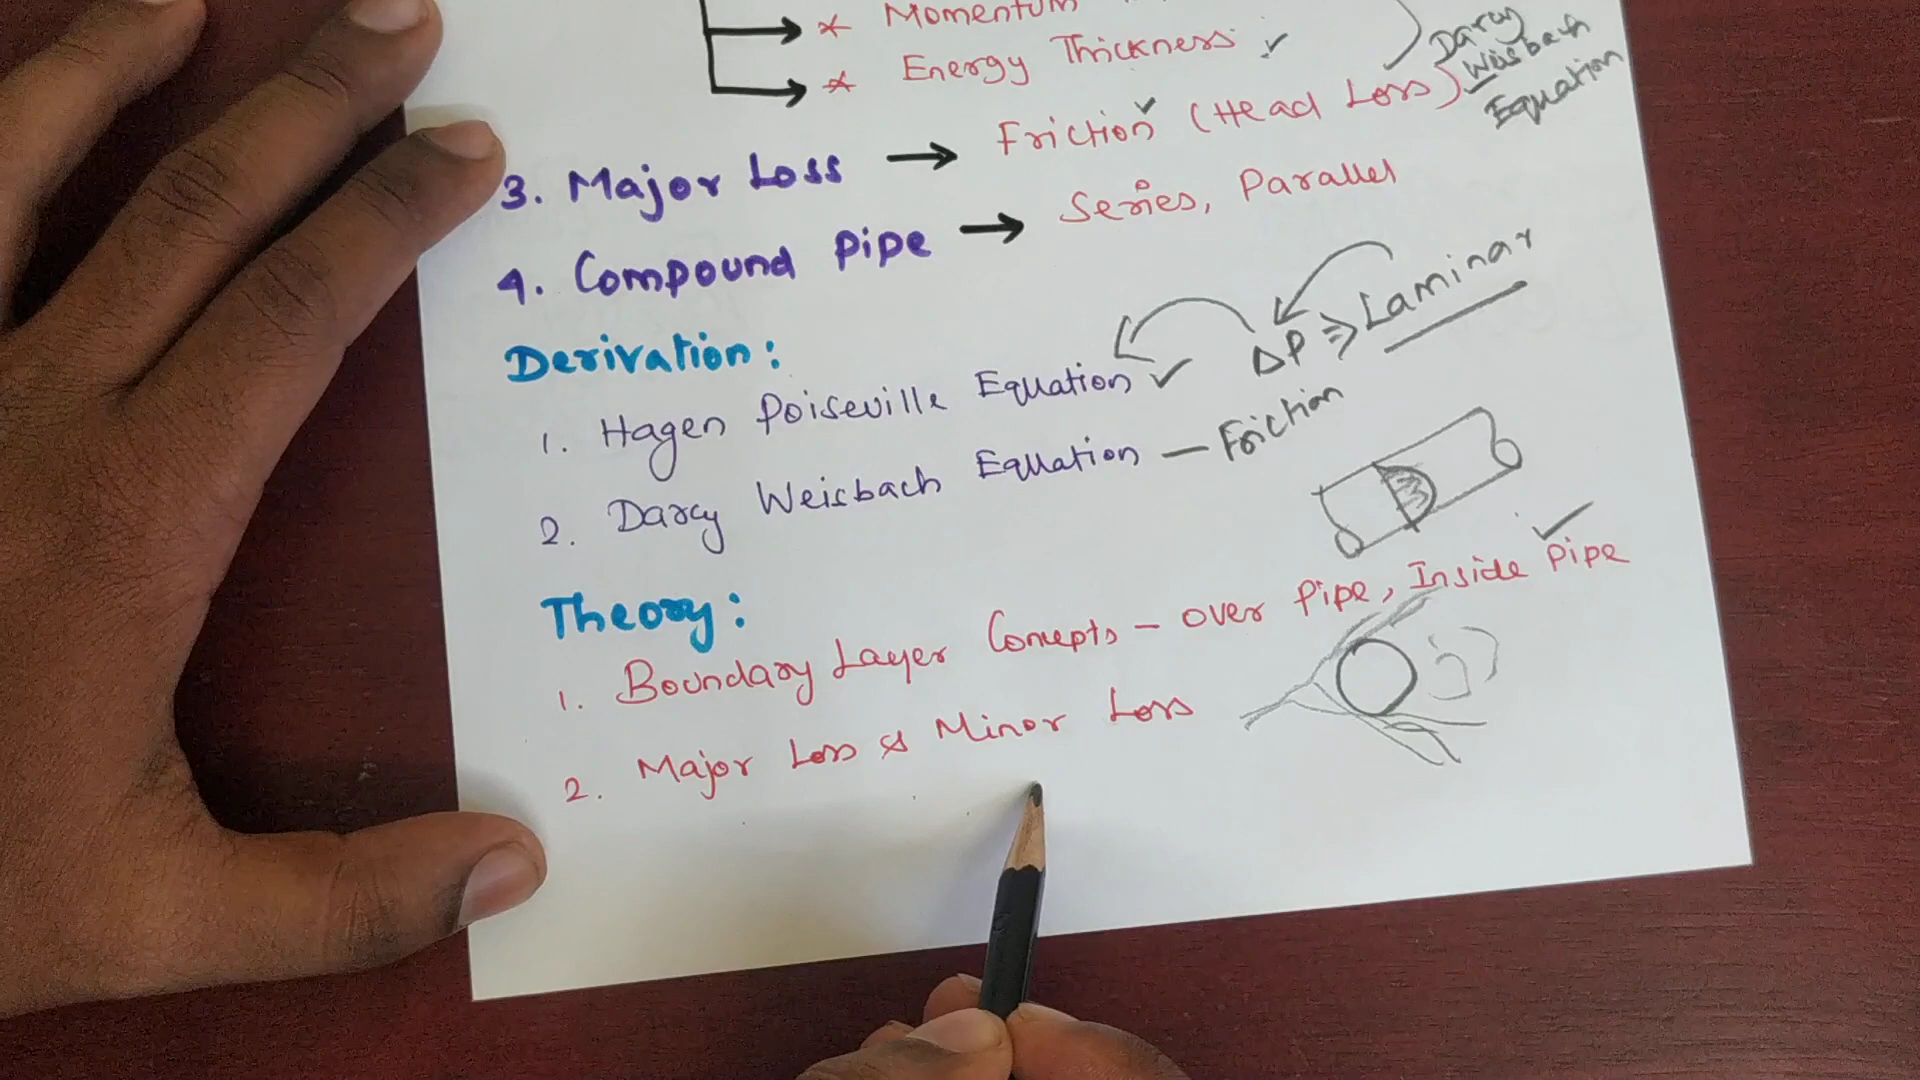 * Momentum
* Energy Thickness ✓
3. Major Loss → Friction ✓ (Head Loss)
Darcy
Weisbach
Equation
4. Compound Pipe → Series, Parallel
Derivation:
1. Hagen Poiseville Equation ✓
ΔP ⇒ Laminar
2. Darcy Weisbach Equation — Friction
Theory:
1. Boundary Layer Concepts - over Pipe, Inside Pipe ✓
2. Major Loss & Minor Loss